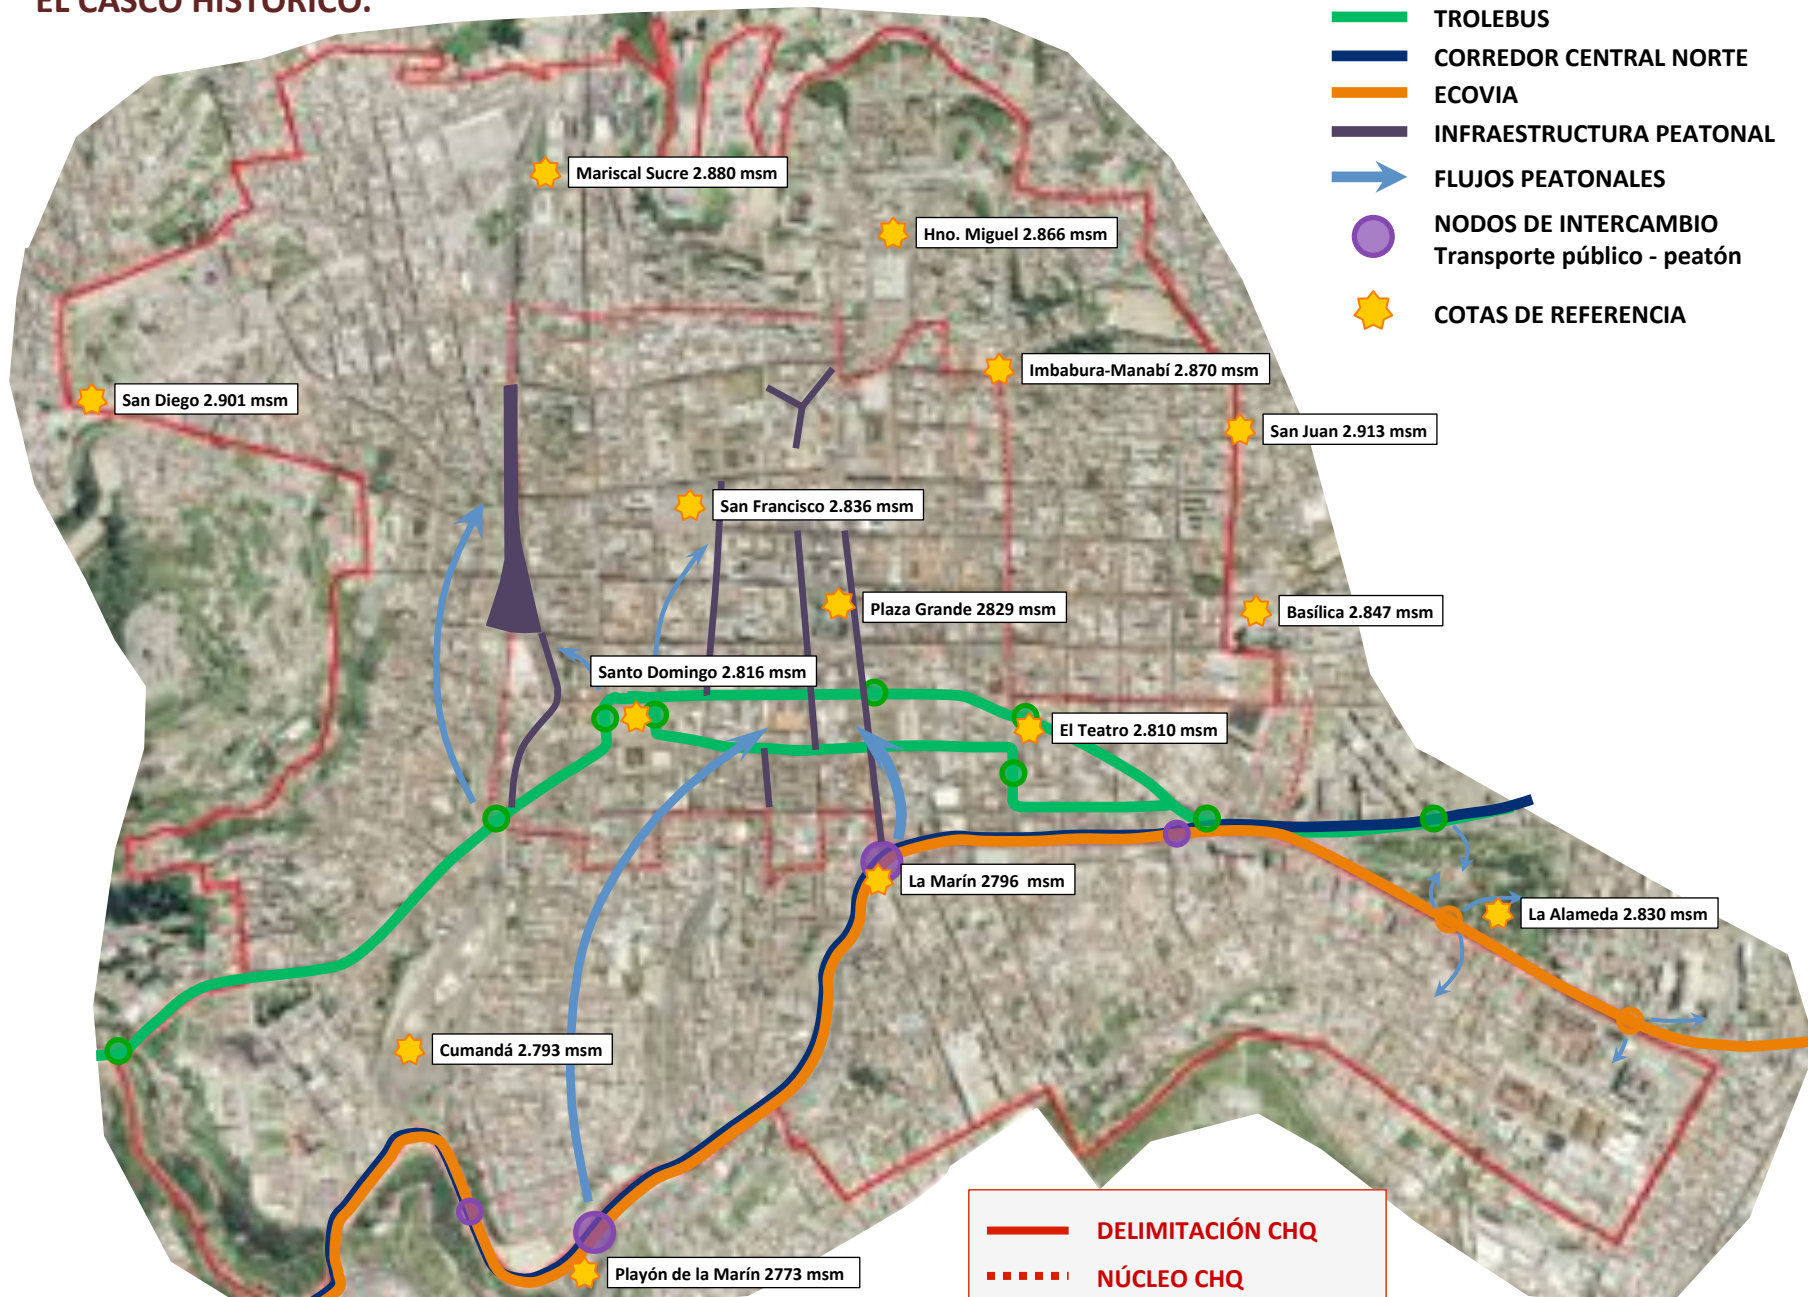 EL CASCO HISTÓRICO.
TROLEBUS
CORREDOR CENTRAL NORTE
ECOVIA
INFRAESTRUCTURA PEATONAL
FLUJOS PEATONALES
NODOS DE INTERCAMBIO
Transporte público - peatón
COTAS DE REFERENCIA
Mariscal Sucre 2.880 msm
Hno. Miguel 2.866 msm
Imbabura-Manabí 2.870 msm
San Diego 2.901 msm
San Juan 2.913 msm
San Francisco 2.836 msm
Plaza Grande 2829 msm
Basílica 2.847 msm
Santo Domingo 2.816 msm
El Teatro 2.810 msm
La Marín 2796 msm
La Alameda 2.830 msm
Cumandá 2.793 msm
Playón de la Marín 2773 msm
DELIMITACIÓN CHQ
NÚCLEO CHQ